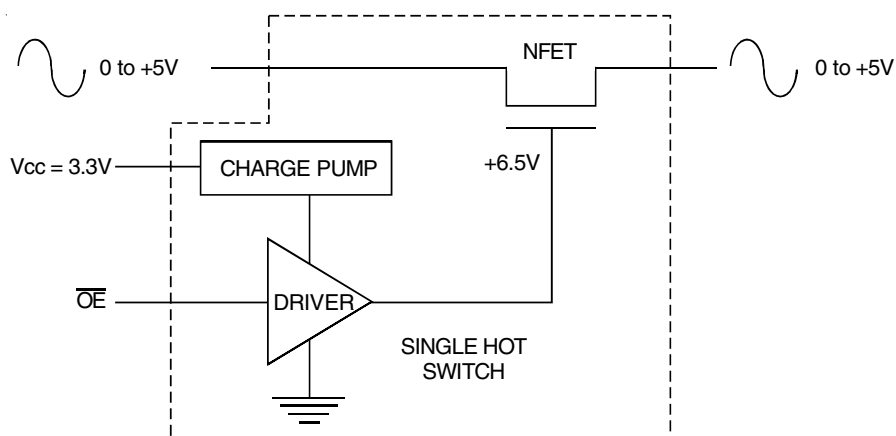 NFET
0 to +5V
0 to +5V
Vcc = 3.3V
CHARGE PUMP
+6.5V
OE
DRIVER
SINGLE HOT
SWITCH